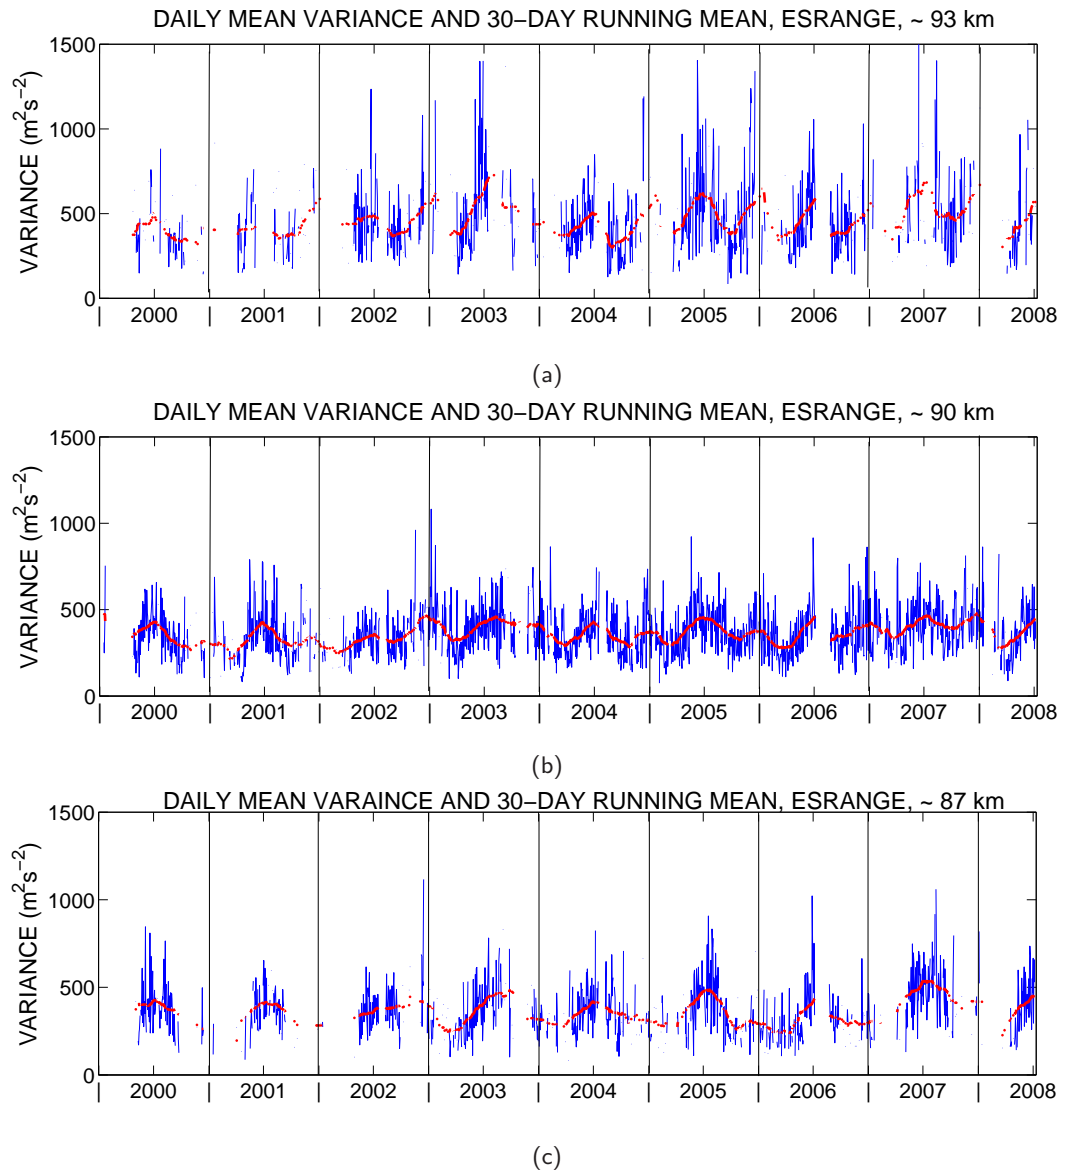 DAILY MEAN VARIANCE AND 30−DAY RUNNING MEAN, ESRANGE, ~ 93 km
1500
1000
500
0
VARIANCE (m²s⁻²)
2000 2001 2002 2003 2004 2005 2006 2007 2008
(a)
DAILY MEAN VARIANCE AND 30−DAY RUNNING MEAN, ESRANGE, ~ 90 km
1500
1000
500
0
VARIANCE (m²s⁻²)
2000 2001 2002 2003 2004 2005 2006 2007 2008
(b)
DAILY MEAN VARAINCE AND 30−DAY RUNNING MEAN, ESRANGE, ~ 87 km
1500
1000
500
0
VARIANCE (m²s⁻²)
2000 2001 2002 2003 2004 2005 2006 2007 2008
(c)